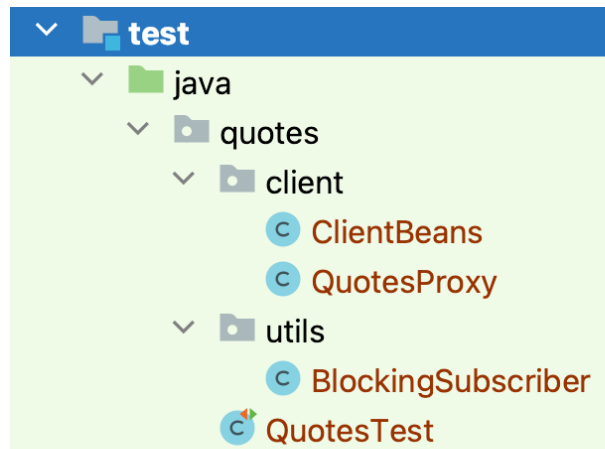 test
java
quotes
client
ClientBeans
QuotesProxy
utils
BlockingSubscriber
QuotesTest